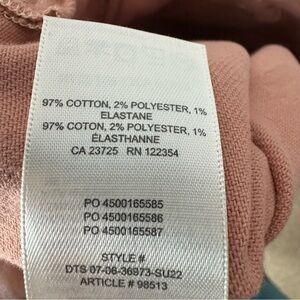 97% COTTON, 2% POLYESTER, 1%
ELASTANE
97% COTON, 2% POLYESTER, 1%
ÉLASTHANNE
CA 23725 RN 122354
PO 4500165585
PO 4500165586
PO 4500165587
STYLE #
DTS 07-06-36973-SU22
ARTICLE # 98513